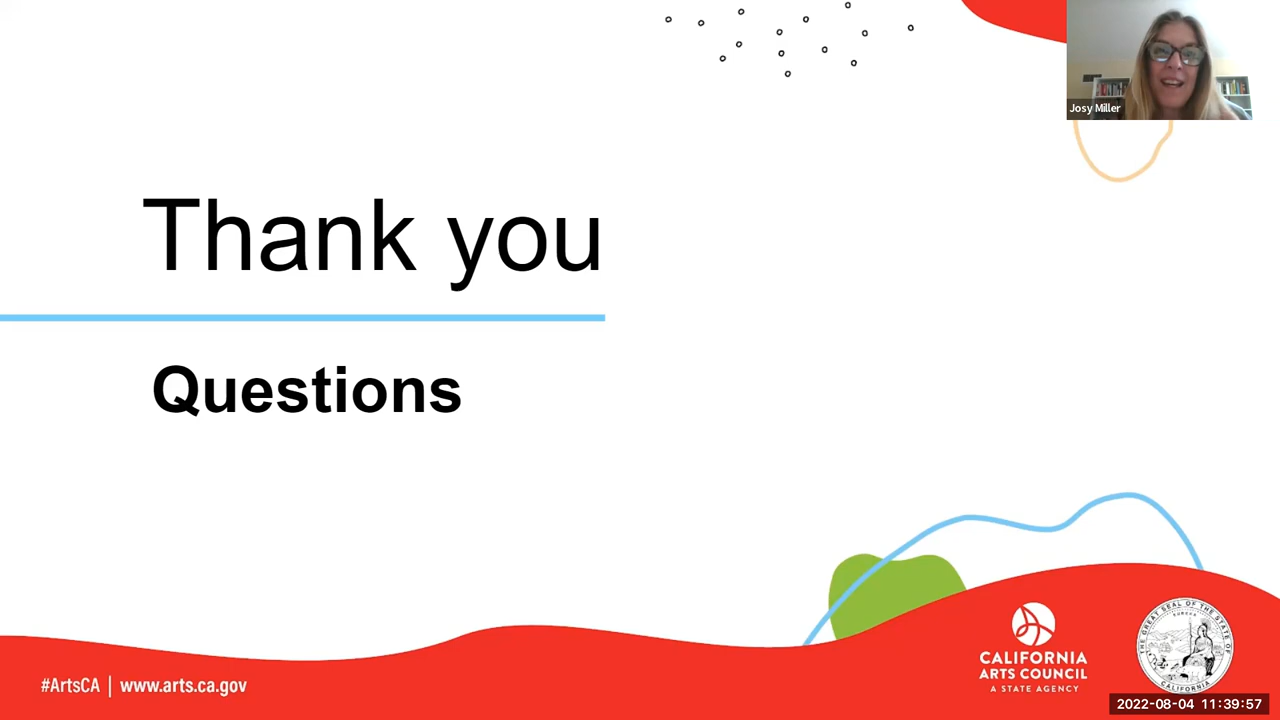 Josy Miller
Thank you
Questions
#ArtsCA | www.arts.ca.gov
CALIFORNIA
ARTS COUNCIL
A STATE AGENCY
THE GREAT SEAL OF THE STATE OF
EUREKA
CALIFORNIA
2022-08-04 11:39:57